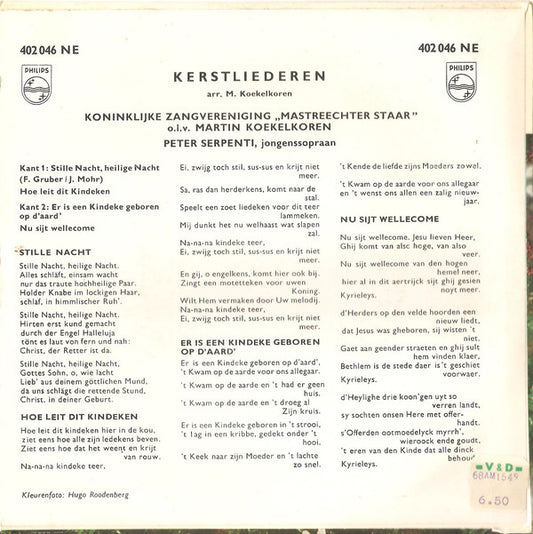 402 046 NE
402 046 NE
PHILIPS
PHILIPS
KERSTLIEDEREN
arr. M. Koekelkoren
KONINKLIJKE ZANGVERENIGING „MASTREECHTER STAAR"
o.l.v. MARTIN KOEKELKOREN
PETER SERPENTI, jongenssopraan
Kant 1: Stille Nacht, heilige Nacht
(F. Gruber / J. Mohr)
Hoe leit dit Kindeken
Kant 2: Er is een Kindeke geboren
op d'aard'
Nu sijt wellecome
STILLE NACHT
Stille Nacht, heilige Nacht.
Alles schläft, einsam wacht
nur das traute hochheilige Paar.
Holder Knabe im lockigen Haar,
schlaf, in himmlischer Ruh'.
Stille Nacht, heilige Nacht.
Hirten erst kund gemacht
durch der Engel Halleluja
tönt es laut von fern und nah:
Christ, der Retter ist da.
Stille Nacht, heilige Nacht
Gottes Sohn, o, wie lacht
Lieb' aus deinem göttlichen Mund,
da uns schlägt die rettende Stund,
Christ, in deiner Geburt.
HOE LEIT DIT KINDEKEN
Hoe leit dit kindeken hier in de kou,
ziet eens hoe alle zijn ledekens beven.
Ziet eens hoe dat het weent en krijt
van rouw.
Na-na-na kindeke teer,
Ei, zwijg toch stil, sus-sus en krijt niet
meer.
Sa, ras dan herderkens, komt naar de
stal.
Speelt een zoet liedeken voor dit teer
lammeken.
Mij dunkt het nu welhaast wat slapen
zal.
Na-na-na kindeke teer,
Ei, zwijg toch stil, sus-sus en krijt niet
meer.
En gij, o engelkens, komt hier ook bij.
Zingt een motetteken voor uwen
Koning.
Wilt Hem vermaken door Uw melodij.
Na-na-na kindeke teer,
Ei, zwijg toch stil, sus-sus en krijt niet
meer.
ER IS EEN KINDEKE GEBOREN
OP D'AARD'
Er is een Kindeke geboren op d'aard',
't Kwam op de aarde voor ons allegaar.
't Kwam op de aarde en 't had er geen
huis.
't Kwam op de aarde en 't droeg al
Zijn kruis.
Er is een Kindeke geboren in 't strooi,
't lag in een kribbe, gedekt onder 't
hooi.
't Keek naar zijn Moeder en 't lachte
zo snel.
't Kende de liefde zijns Moeders zo wel.
't Kwam op de aarde voor ons allegaar
en 't wenst ons allen een zalig nieuw-
jaar.
NU SIJT WELLECOME
Nu sijt wellecome. Jesu lieven Heer,
Ghij komt van alsc hoge, van also
veer.
Nu sijt wellecome van den hogen
hemel neer,
hier al in dit aertrijck sijt ghij gesien
noyt meer.
Kyrieleys.
d'Herders op den velde hoorden een
nieuw liedt,
dat Jesus was gheboren, sij wisten 't
niet.
Gaet aan geender straeten en ghij sult
hem vinden klaer,
Bethlem is de stede daer is 't geschiet
voorwaer.
Kyrieleys.
d'Heylighe drie koon'gen uyt so
verren landt,
sy sochten onsen Here met offer-
handt.
s'Offerden ootmoedelyck myrrh',
wieroock ende goudt,
't eren van den Kinde dat alle dinck
behoudt
Kyrieleys.
Kleurenfoto: Hugo Roodenberg
V&D
68AM1549
6.50